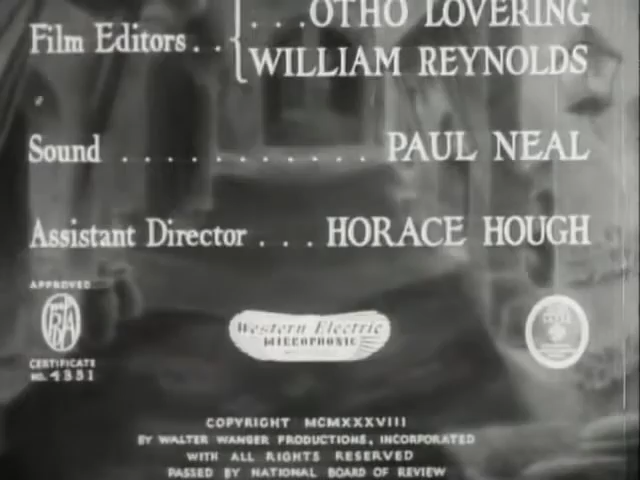 . . . OTHO LOVERING
Film Editors . .
WILLIAM REYNOLDS
Sound . . . . . . . . . . . . PAUL NEAL
Assistant Director . . . HORACE HOUGH
APPROVED
CERTIFICATE
NO. 4331
Western Electric
MIRROPHONIC
COPYRIGHT MCMXXXVIII
BY WALTER WANGER PRODUCTIONS, INCORPORATED
WITH ALL RIGHTS RESERVED
PASSED BY NATIONAL BOARD OF REVIEW